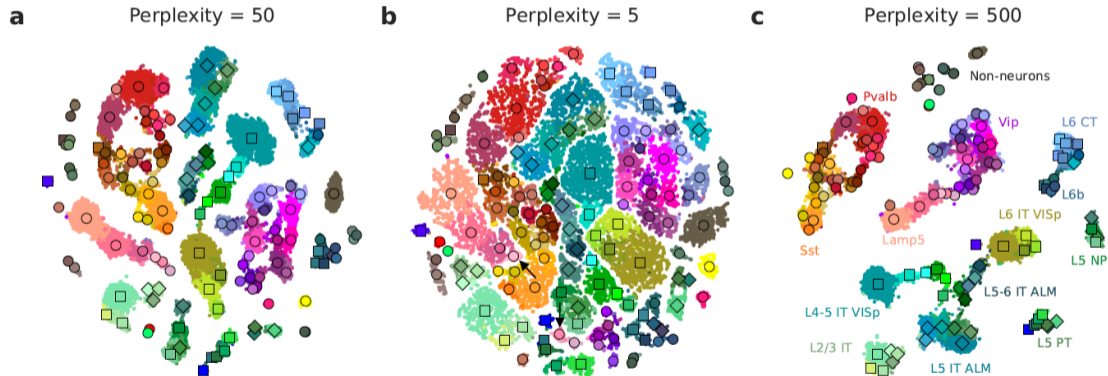 a Perplexity = 50
b Perplexity = 5
c Perplexity = 500
Non-neurons
Pvalb
Vip
L6 CT
L6b
Lamp5
Sst
L6 IT VISp
L5 NP
L5-6 IT ALM
L4-5 IT VISp
L5 PT
L2/3 IT
L5 IT ALM